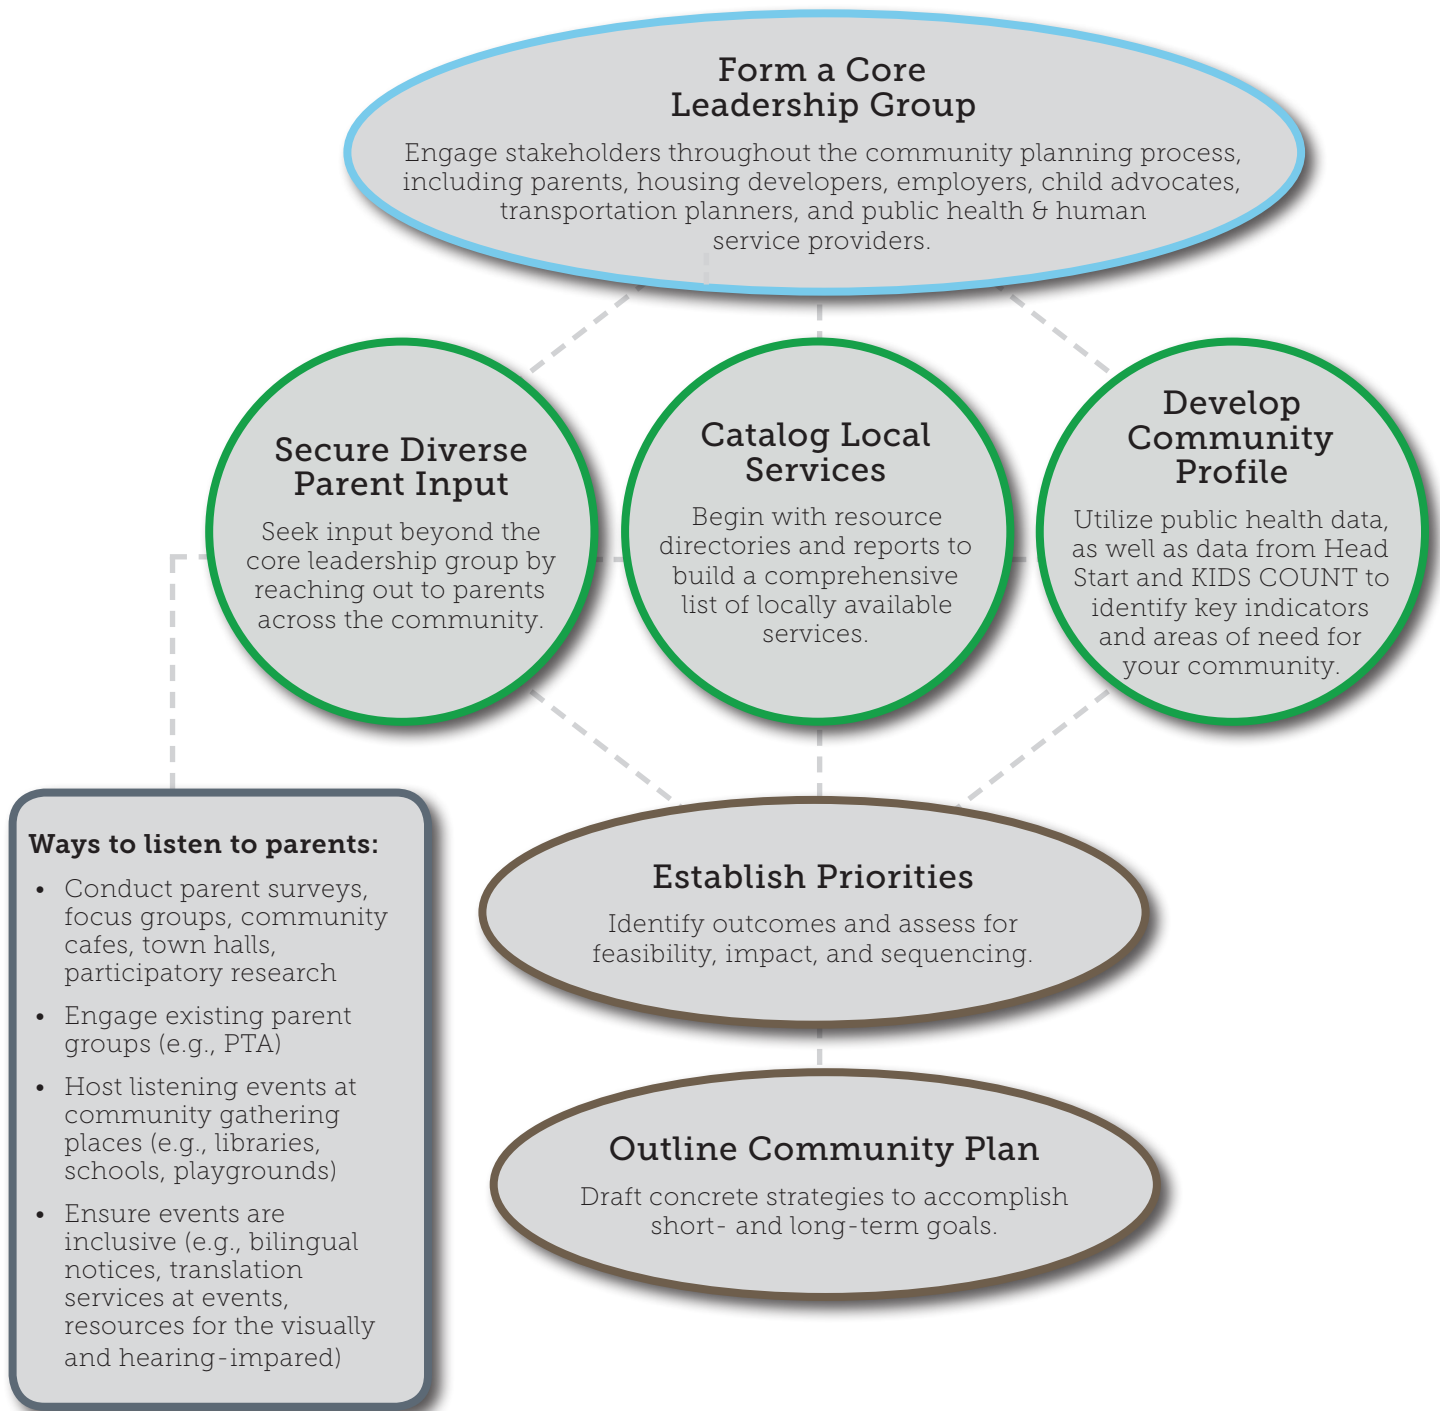 Form a Core
Leadership Group
Engage stakeholders throughout the community planning process,
including parents, housing developers, employers, child advocates,
transportation planners, and public health & human
service providers.
Secure Diverse
Parent Input
Seek input beyond the
core leadership group by
reaching out to parents
across the community.
Catalog Local
Services
Begin with resource
directories and reports to
build a comprehensive
list of locally available
services.
Develop
Community
Profile
Utilize public health data,
as well as data from Head
Start and KIDS COUNT to
identify key indicators
and areas of need for
your community.
Ways to listen to parents:
• Conduct parent surveys,
focus groups, community
cafes, town halls,
participatory research
• Engage existing parent
groups (e.g., PTA)
• Host listening events at
community gathering
places (e.g., libraries,
schools, playgrounds)
• Ensure events are
inclusive (e.g., bilingual
notices, translation
services at events,
resources for the visually
and hearing-impared)
Establish Priorities
Identify outcomes and assess for
feasibility, impact, and sequencing.
Outline Community Plan
Draft concrete strategies to accomplish
short- and long-term goals.